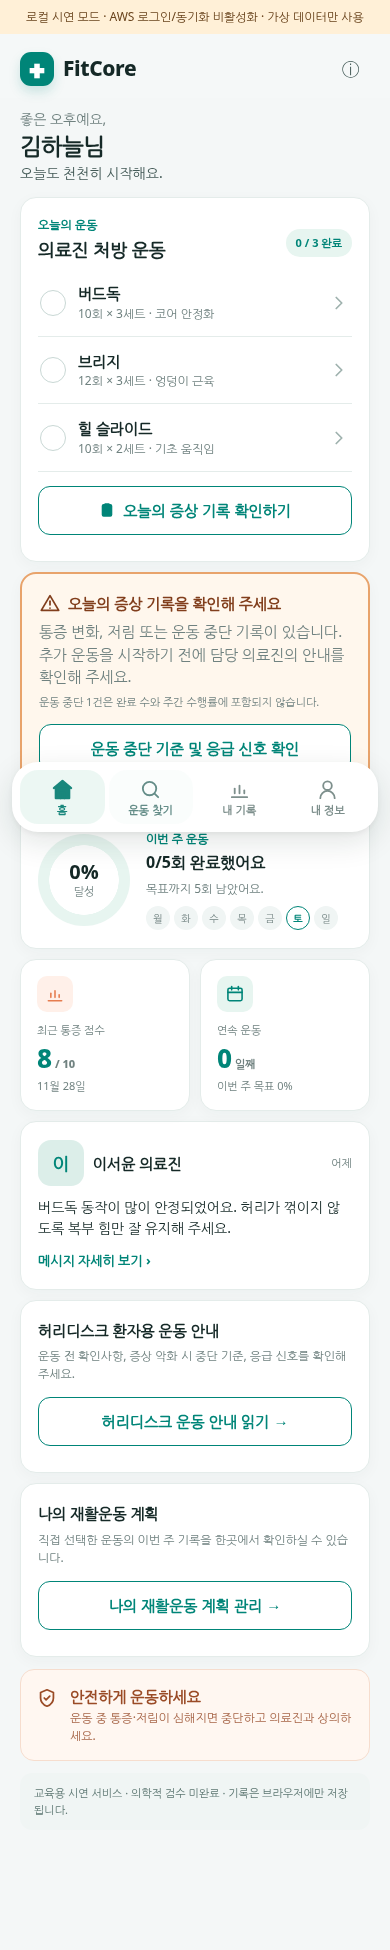 로컬 시연 모드 · AWS 로그인/동기화 비활성화 · 가상 데이터만 사용
FitCore
좋은 오후예요,
김하늘님
오늘도 천천히 시작해요.
오늘의 운동
의료진 처방 운동
0 / 3 완료
버드독
10회 × 3세트 · 코어 안정화
브리지
12회 × 3세트 · 엉덩이 근육
힐 슬라이드
10회 × 2세트 · 기초 움직임
오늘의 증상 기록 확인하기
오늘의 증상 기록을 확인해 주세요
통증 변화, 저림 또는 운동 중단 기록이 있습니다.
추가 운동을 시작하기 전에 담당 의료진의 안내를
확인해 주세요.
운동 중단 1건은 완료 수와 주간 수행률에 포함되지 않습니다.
운동 중단 기준 및 응급 신호 확인
홈
운동 찾기
내 기록
내 정보
0%
달성
이번 주 운동
0/5회 완료했어요
목표까지 5회 남았어요.
월 화 수 목 금 토 일
최근 통증 점수
8 / 10
11월 28일
연속 운동
0 일째
이번 주 목표 0%
이
이서윤 의료진
어제
버드독 동작이 많이 안정되었어요. 허리가 꺾이지 않
도록 복부 힘만 잘 유지해 주세요.
메시지 자세히 보기 ›
허리디스크 환자용 운동 안내
운동 전 확인사항, 증상 악화 시 중단 기준, 응급 신호를 확인해
주세요.
허리디스크 운동 안내 읽기 →
나의 재활운동 계획
직접 선택한 운동의 이번 주 기록을 한곳에서 확인하실 수 있습
니다.
나의 재활운동 계획 관리 →
안전하게 운동하세요
운동 중 통증·저림이 심해지면 중단하고 의료진과 상의하
세요.
교육용 시연 서비스 · 의학적 검수 미완료 · 기록은 브라우저에만 저장
됩니다.